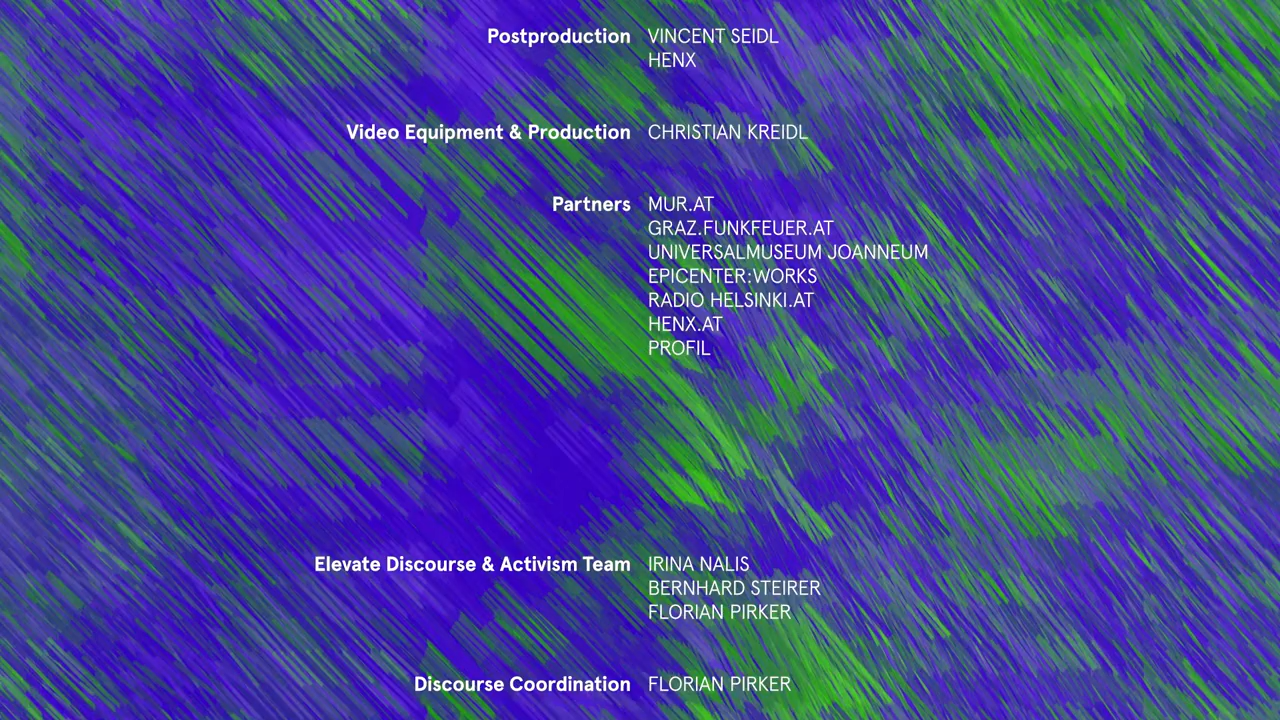 Postproduction VINCENT SEIDL
HENX
Video Equipment & Production CHRISTIAN KREIDL
Partners MUR.AT
GRAZ.FUNKFEUER.AT
UNIVERSALMUSEUM JOANNEUM
EPICENTER:WORKS
RADIO HELSINKI.AT
HENX.AT
PROFIL
Elevate Discourse & Activism Team IRINA NALIS
BERNHARD STEIRER
FLORIAN PIRKER
Discourse Coordination FLORIAN PIRKER